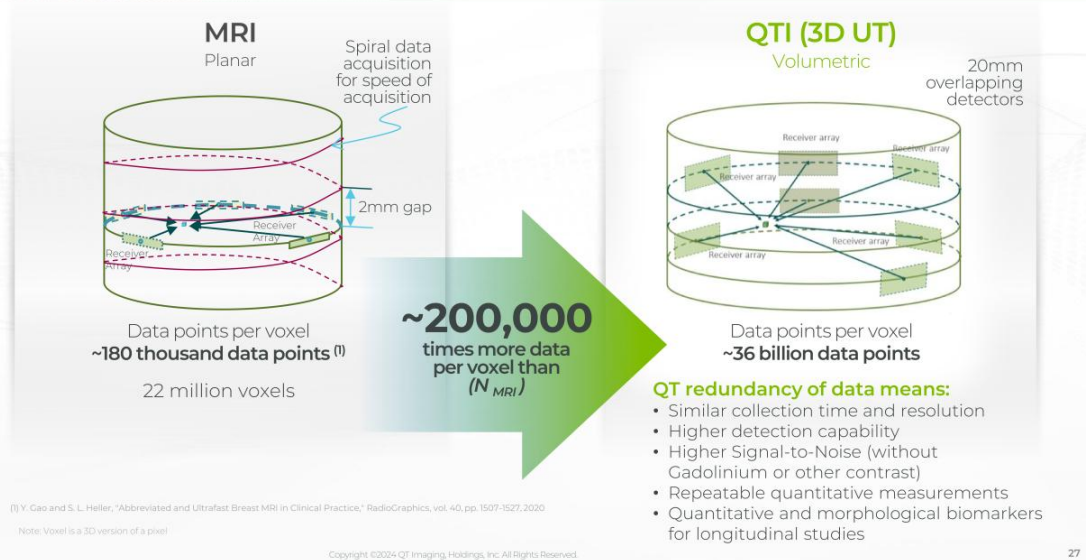 MRI
Planar
Spiral data
acquisition
for speed of
acquisition
2mm gap
Receiver
Array
Receiver
Array
Data points per voxel
~180 thousand data points (1)
22 million voxels
~200,000
times more data
per voxel than
(N MRI)
QTI (3D UT)
Volumetric
20mm
overlapping
detectors
Receiver array
Receiver array
Receiver array
Receiver array
Receiver array
Data points per voxel
~36 billion data points
QT redundancy of data means:
• Similar collection time and resolution
• Higher detection capability
• Higher Signal-to-Noise (without
Gadolinium or other contrast)
• Repeatable quantitative measurements
• Quantitative and morphological biomarkers
for longitudinal studies
(1) Y. Gao and S. L. Heller, "Abbreviated and Ultrafast Breast MRI in Clinical Practice," RadioGraphics, vol. 40, pp. 1507-1527, 2020
Note: Voxel is a 3D version of a pixel
Copyright ©2024 QT Imaging, Holdings, Inc. All Rights Reserved.
27